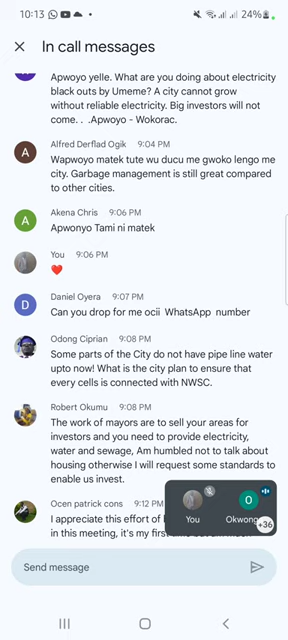 10:13
24%
In call messages
Apwoyo yelle. What are you doing about electricity
black outs by Umeme? A city cannot grow
without reliable electricity. Big investors will not
come. . .Apwoyo - Wokorac.
A
Alfred Derflad Ogik 9:04 PM
Wapwoyo matek tute wu ducu me gwoko lengo me
city. Garbage management is still great compared
to other cities.
A
Akena Chris 9:06 PM
Apwonyo Tami ni matek
You 9:06 PM
❤️
D
Daniel Oyera 9:07 PM
Can you drop for me ocii WhatsApp number
Odong Ciprian 9:08 PM
Some parts of the City do not have pipe line water
upto now! What is the city plan to ensure that
every cells is connected with NWSC.
Robert Okumu 9:08 PM
The work of mayors are to sell your areas for
investors and you need to provide electricity,
water and sewage, Am humbled not to talk about
housing otherwise I will request some standards to
enable us invest.
Ocen patrick cons 9:12 PM
I appreciate this effort of
in this meeting, it's my first
You
O
Okwong
+36
Send message